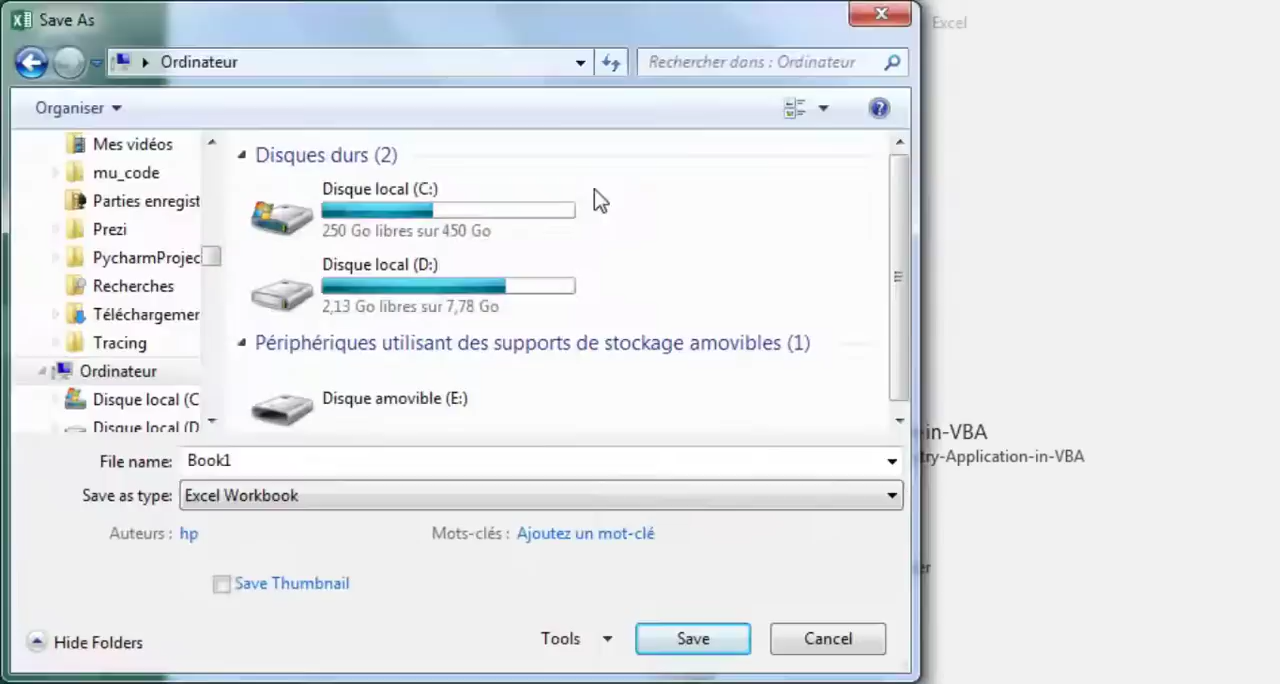 Save As
Excel
Ordinateur
Rechercher dans : Ordinateur
Organiser
Mes vidéos
mu_code
Parties enregist
Prezi
PycharmProjec
Recherches
Téléchargemer
Tracing
Ordinateur
Disque local (C
Disque local (D
Disques durs (2)
Disque local (C:)
250 Go libres sur 450 Go
Disque local (D:)
2,13 Go libres sur 7,78 Go
Périphériques utilisant des supports de stockage amovibles (1)
Disque amovible (E:)
-in-VBA
try-Application-in-VBA
er
File name: Book1
Save as type: Excel Workbook
Auteurs : hp
Mots-clés : Ajoutez un mot-clé
Save Thumbnail
Hide Folders
Tools
Save
Cancel